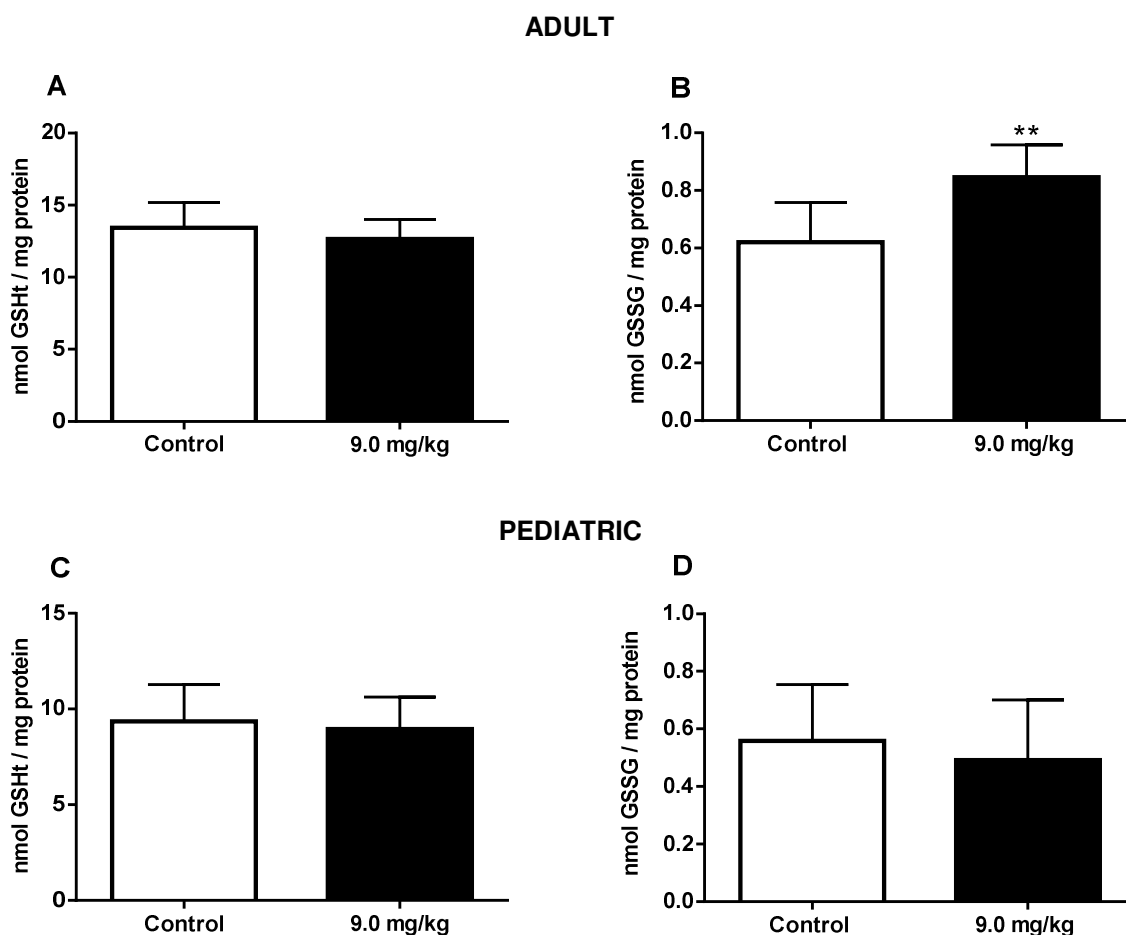 ADULT
A
nmol GSHt / mg protein
20
15
10
5
0
Control
9.0 mg/kg
B
nmol GSSG / mg protein
1.0
0.8
0.6
0.4
0.2
0.0
**
Control
9.0 mg/kg
PEDIATRIC
C
nmol GSHt / mg protein
15
10
5
0
Control
9.0 mg/kg
D
nmol GSSG / mg protein
1.0
0.8
0.6
0.4
0.2
0.0
Control
9.0 mg/kg